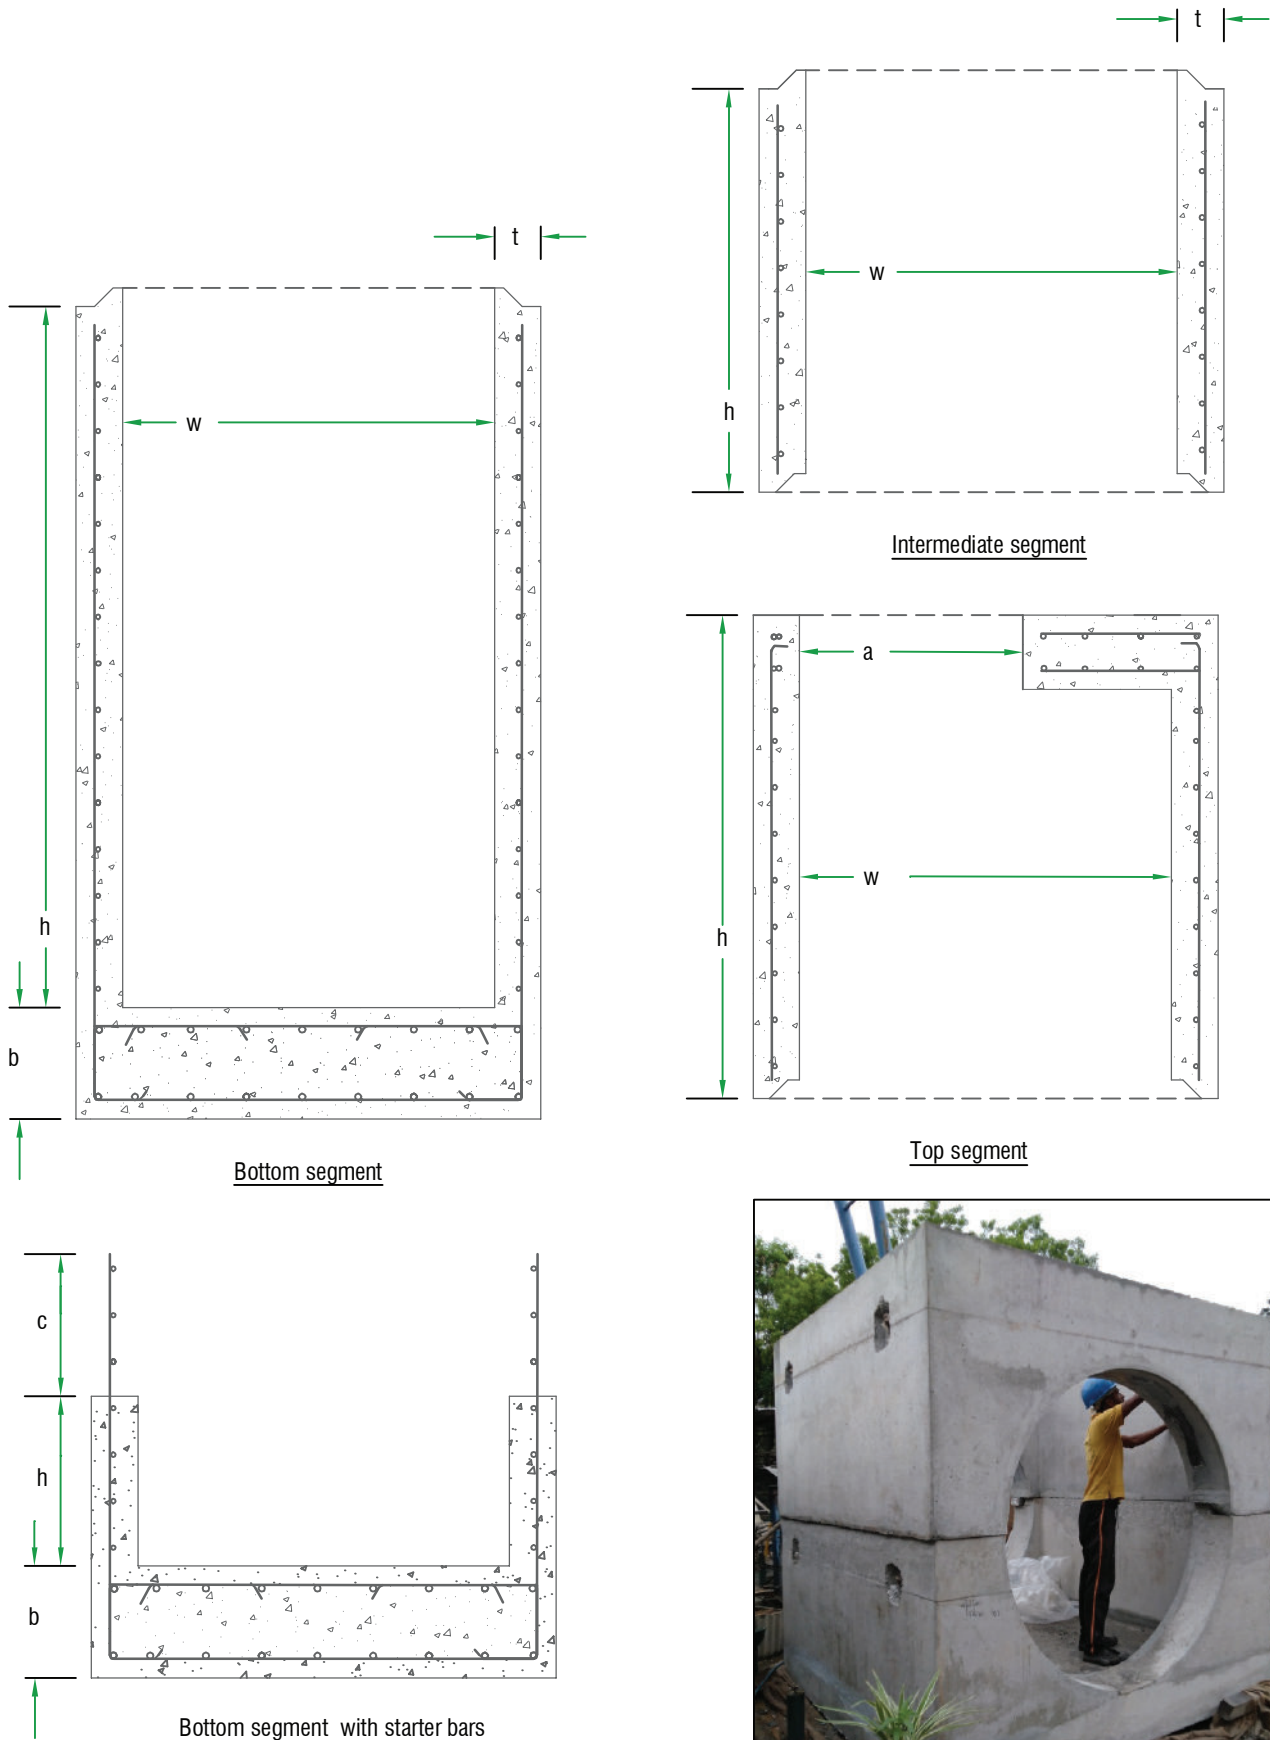 t
w
h
Intermediate segment
t
w
h
b
Bottom segment
a
w
h
Top segment
c
h
b
Bottom segment with starter bars